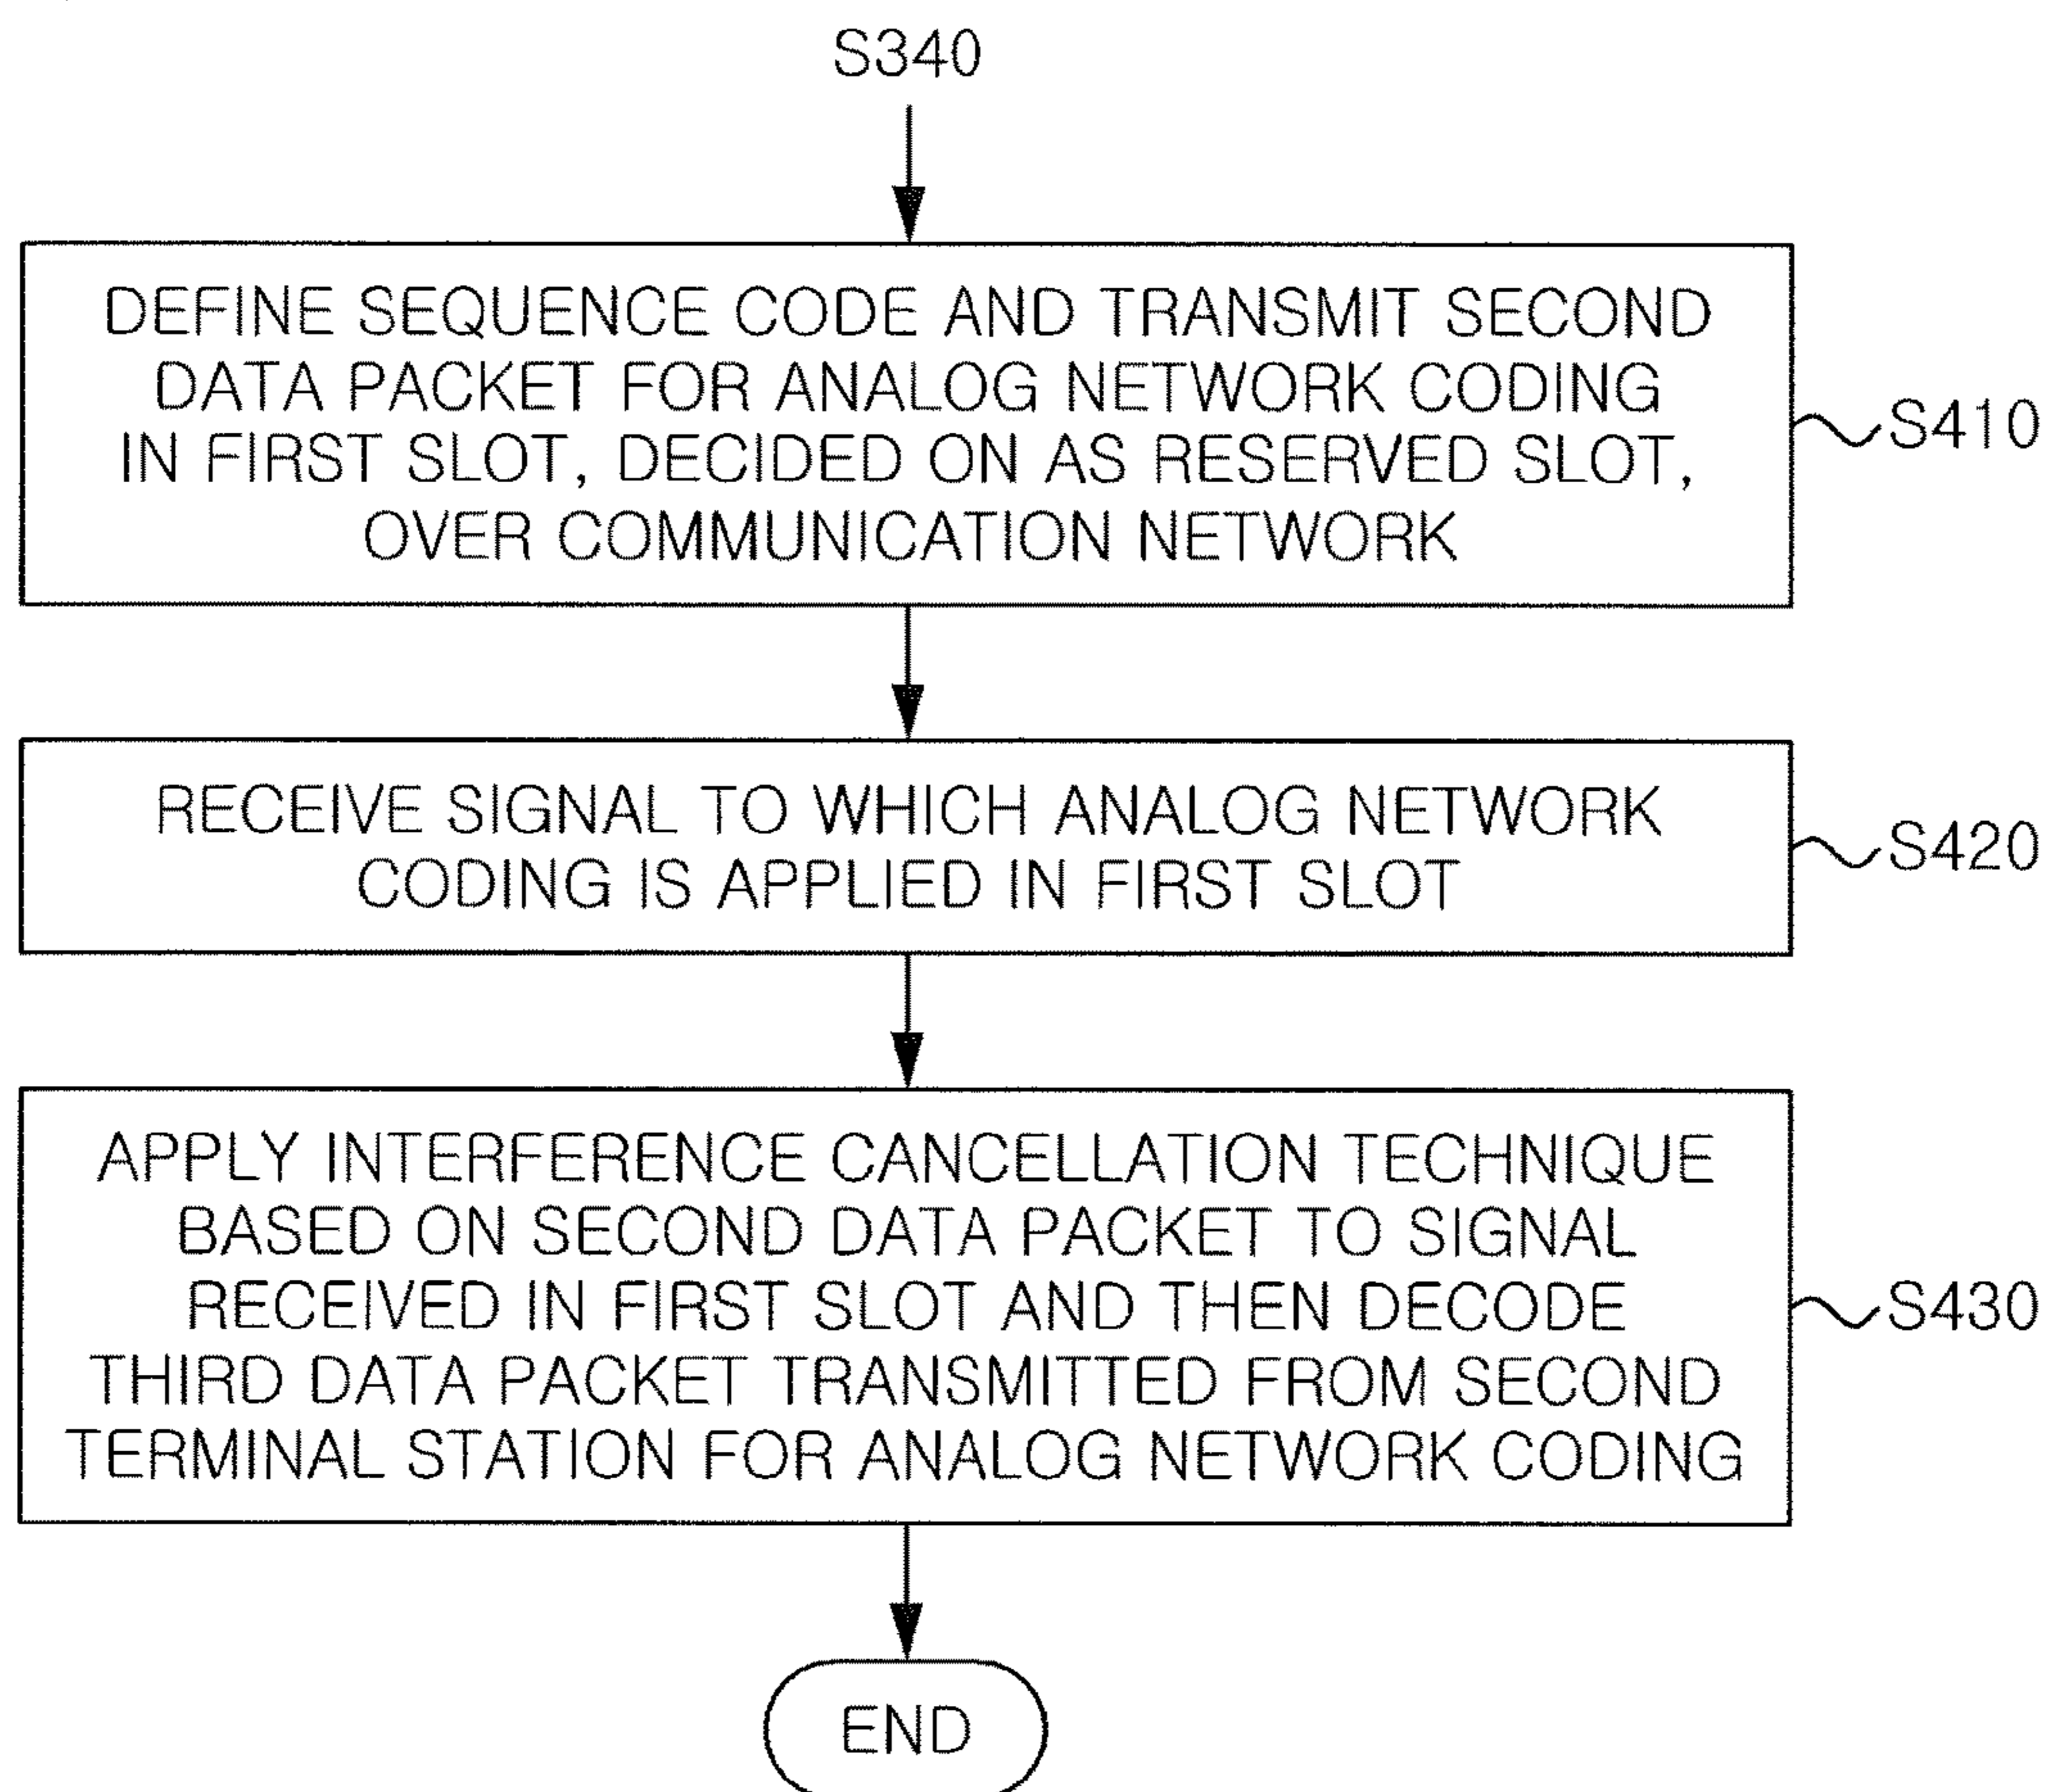 S340
DEFINE SEQUENCE CODE AND TRANSMIT SECOND
DATA PACKET FOR ANALOG NETWORK CODING
IN FIRST SLOT, DECIDED ON AS RESERVED SLOT,
OVER COMMUNICATION NETWORK
S410
RECEIVE SIGNAL TO WHICH ANALOG NETWORK
CODING IS APPLIED IN FIRST SLOT
S420
APPLY INTERFERENCE CANCELLATION TECHNIQUE
BASED ON SECOND DATA PACKET TO SIGNAL
RECEIVED IN FIRST SLOT AND THEN DECODE
THIRD DATA PACKET TRANSMITTED FROM SECOND
TERMINAL STATION FOR ANALOG NETWORK CODING
S430
END